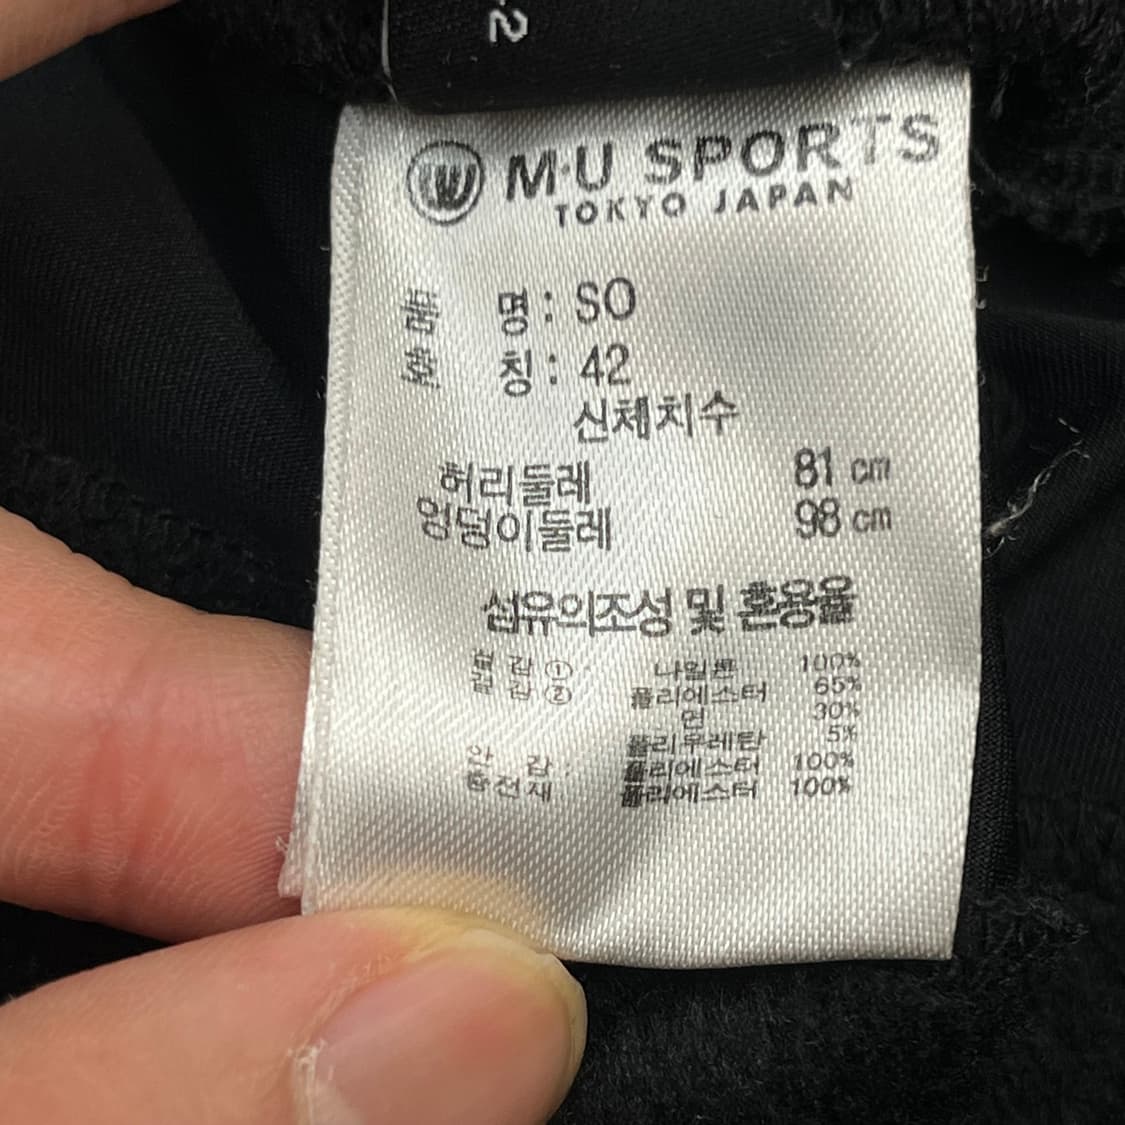 2
M·U SPORTS
TOKYO JAPAN
품 명 : SO
호 칭 : 42
신체치수
허리둘레 81 cm
엉덩이둘레 98 cm
섬유의조성 및 혼용율
겉 감 ① 나일론 100%
겉 감 ② 폴리에스터 65%
면 30%
폴리우레탄 5%
안 감 : 폴리에스터 100%
충전재 폴리에스터 100%